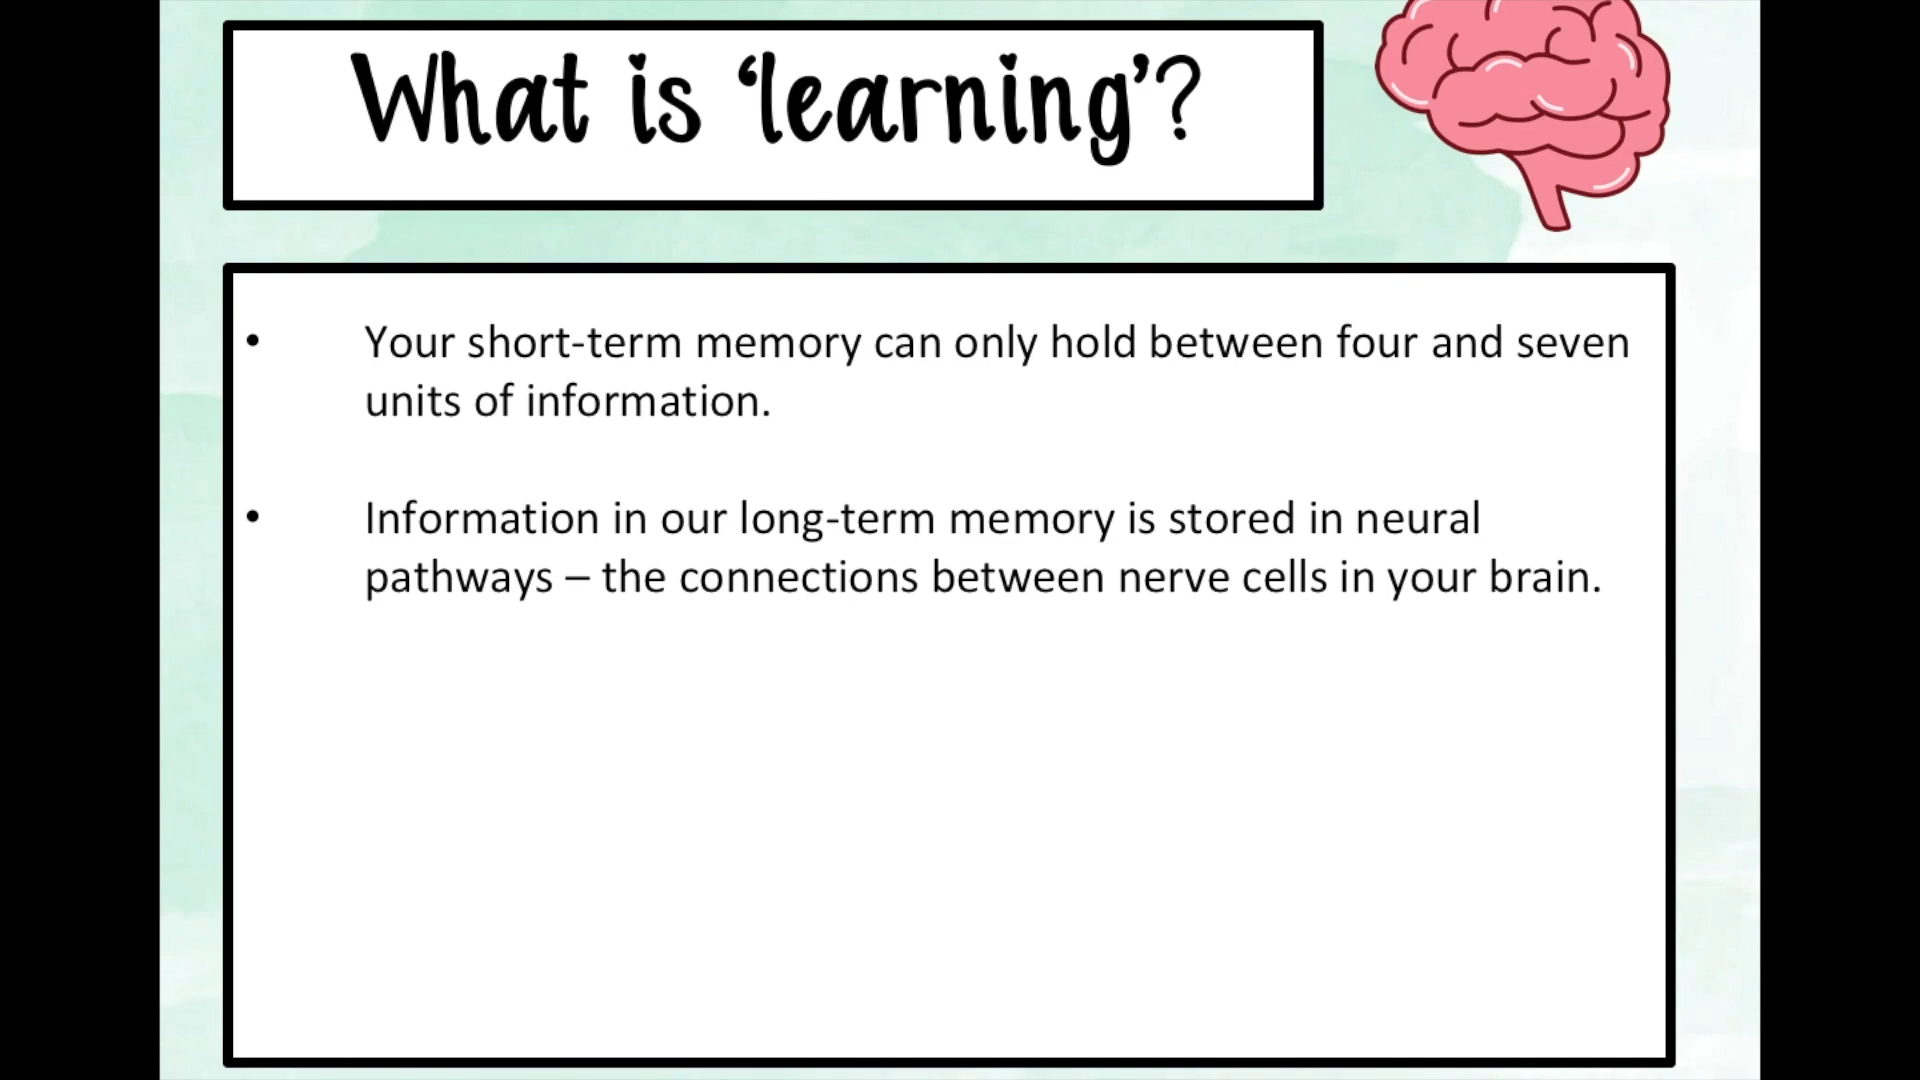 What is ‘learning’?
• Your short-term memory can only hold between four and seven
units of information.
• Information in our long-term memory is stored in neural
pathways – the connections between nerve cells in your brain.